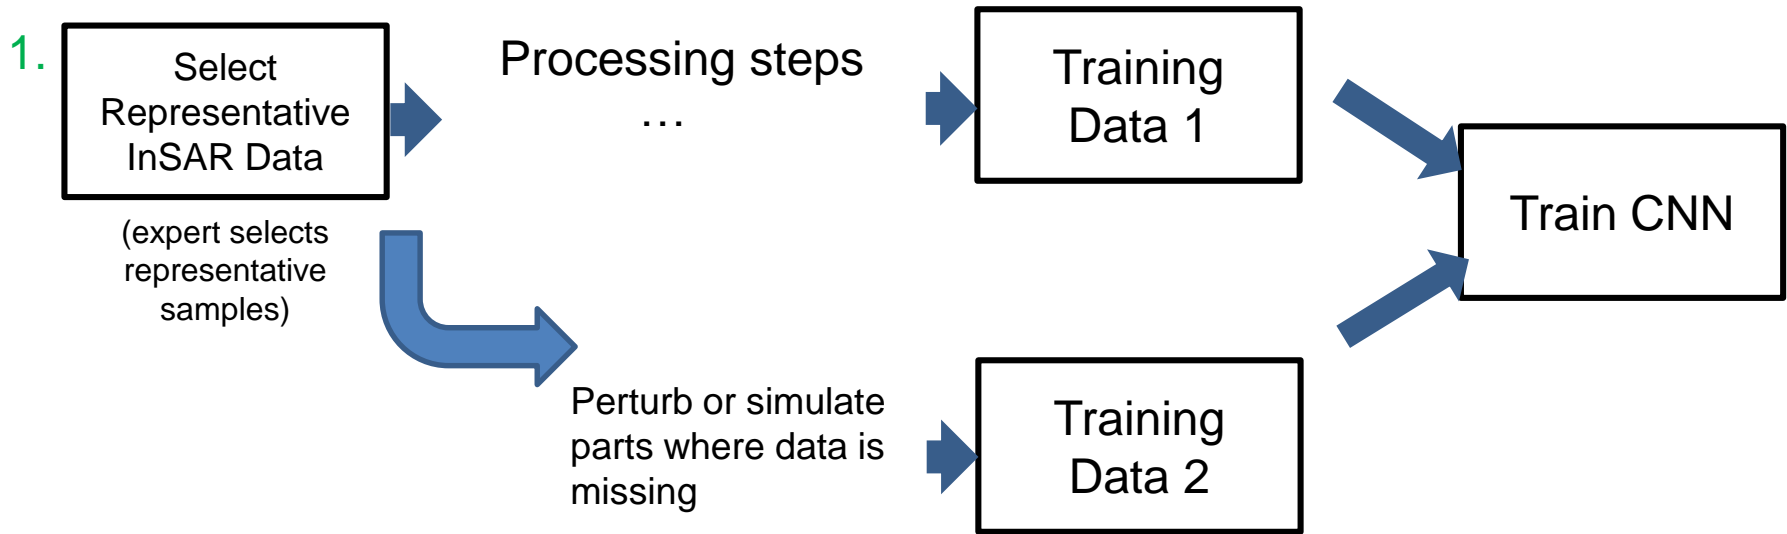 1.
Select
Representative
InSAR Data
(expert selects
representative
samples)
Processing steps
…
Training
Data 1
Perturb or simulate
parts where data is
missing
Training
Data 2
Train CNN